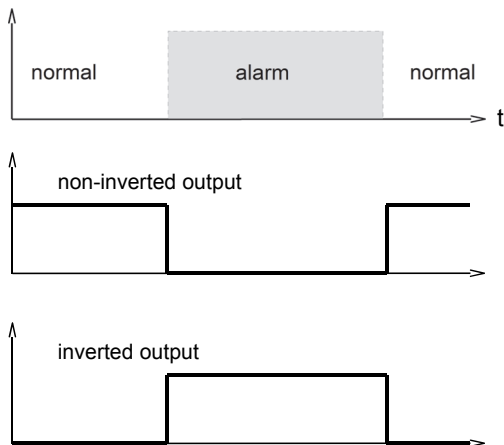 normal alarm normal
t
non-inverted output
inverted output